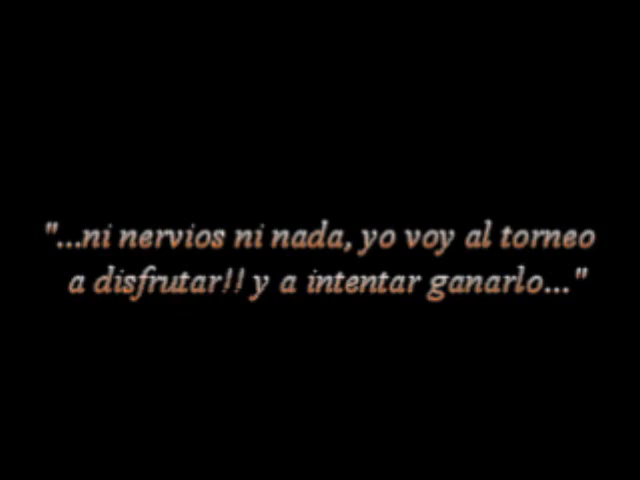 "...ni nervios ni nada, yo voy al torneo
a disfrutar!! y a intentar ganarlo..."